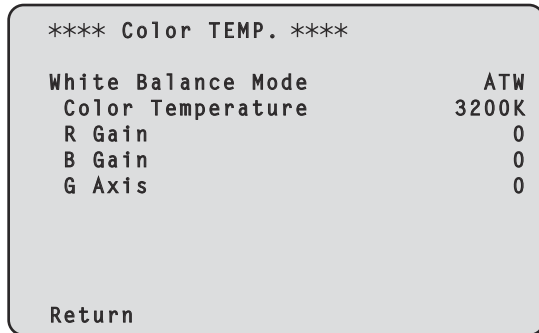 **** Color TEMP. ****
White Balance Mode ATW
Color Temperature 3200K
R Gain 0
B Gain 0
G Axis 0
Return